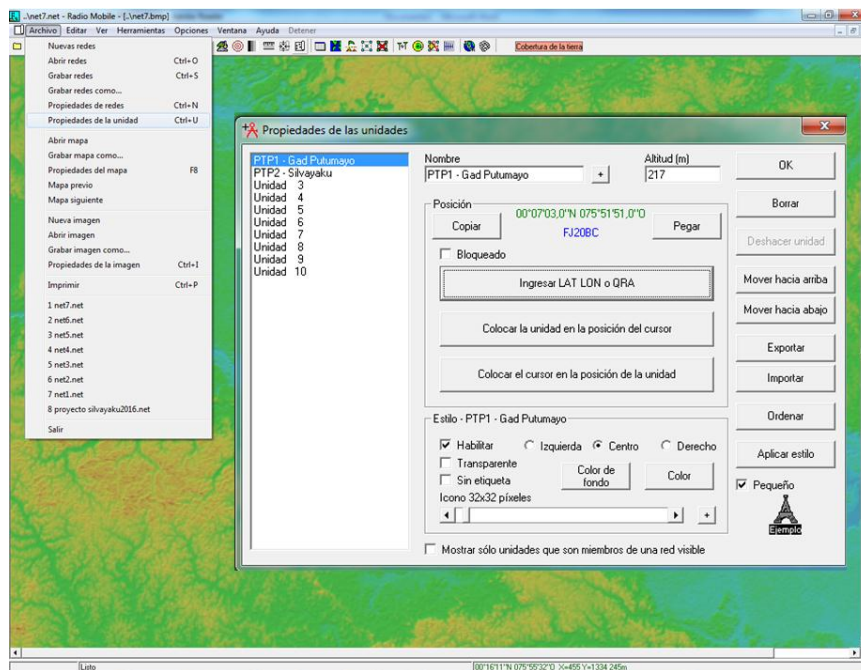 ..\net7.net - Radio Mobile - [..\net7.bmp]
Archivo Editar Ver Herramientas Opciones Ventana Ayuda Detener
Cobertura de la tierra
Nuevas redes
Abrir redes Ctrl+O
Grabar redes Ctrl+S
Grabar redes como...
Propiedades de redes Ctrl+N
Propiedades de la unidad Ctrl+U
Abrir mapa
Grabar mapa como...
Propiedades del mapa F8
Mapa previo
Mapa siguiente
Nueva imagen
Abrir imagen
Grabar imagen como...
Propiedades de la imagen Ctrl+I
Imprimir Ctrl+P
1 net7.net
2 net6.net
3 net5.net
4 net4.net
5 net3.net
6 net2.net
7 net1.net
8 proyecto silvayaku2016.net
Salir
Propiedades de las unidades
PTP1 - Gad Putumayo
PTP2 - Silvayaku
Unidad 3
Unidad 4
Unidad 5
Unidad 6
Unidad 7
Unidad 8
Unidad 9
Unidad 10
Nombre
PTP1 - Gad Putumayo
+
Altitud (m)
217
Posición
Copiar
00°07'03,0"N 075°51'51,0"O
FJ20BC
Pegar
Bloqueado
Ingresar LAT LON o QRA
Colocar la unidad en la posición del cursor
Colocar el cursor en la posición de la unidad
Estilo - PTP1 - Gad Putumayo
Habilitar Izquierda Centro Derecho
Transparente
Sin etiqueta
Color de fondo
Color
Icono 32x32 píxeles
+
Mostrar sólo unidades que son miembros de una red visible
OK
Borrar
Deshacer unidad
Mover hacia arriba
Mover hacia abajo
Exportar
Importar
Ordenar
Aplicar estilo
Pequeño
Ejemplo
Listo
00°16'11"N 075°55'32"O X=455 Y=1334 245m